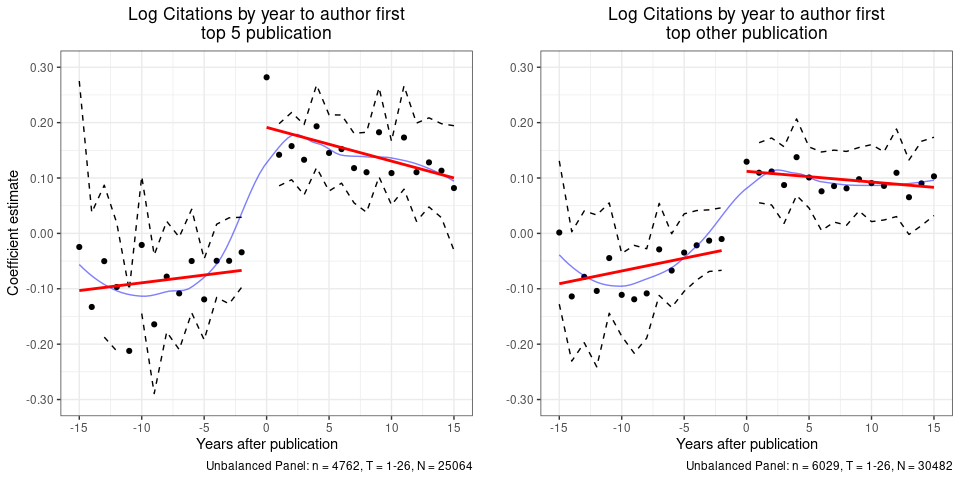 Log Citations by year to author first
top 5 publication
Coefficient estimate
0.30
0.20
0.10
0.00
-0.10
-0.20
-0.30
-15 -10 -5 0 5 10 15
Years after publication
Unbalanced Panel: n = 4762, T = 1-26, N = 25064
Log Citations by year to author first
top other publication
0.30
0.20
0.10
0.00
-0.10
-0.20
-0.30
-15 -10 -5 0 5 10 15
Years after publication
Unbalanced Panel: n = 6029, T = 1-26, N = 30482